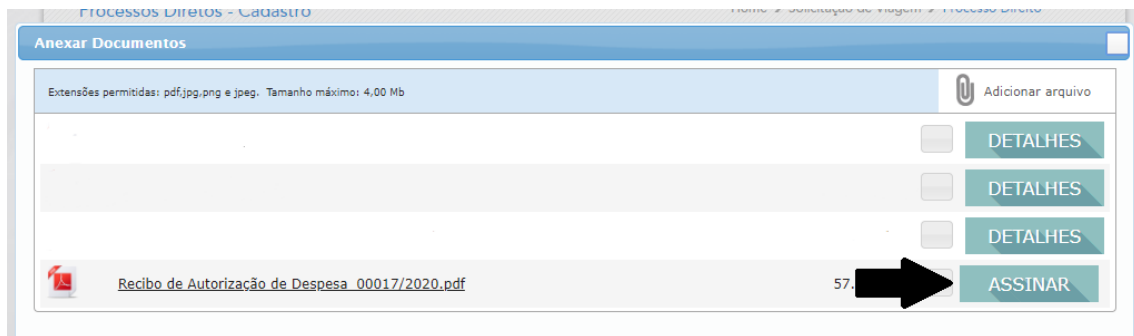 Processos Diretos - Cadastro
Home > Solicitação de Viagem > Processo Direito
Anexar Documentos
Extensões permitidas: pdf,jpg,png e jpeg. Tamanho máximo: 4,00 Mb
Adicionar arquivo
DETALHES
DETALHES
DETALHES
Recibo de Autorização de Despesa_00017/2020.pdf
57.
ASSINAR